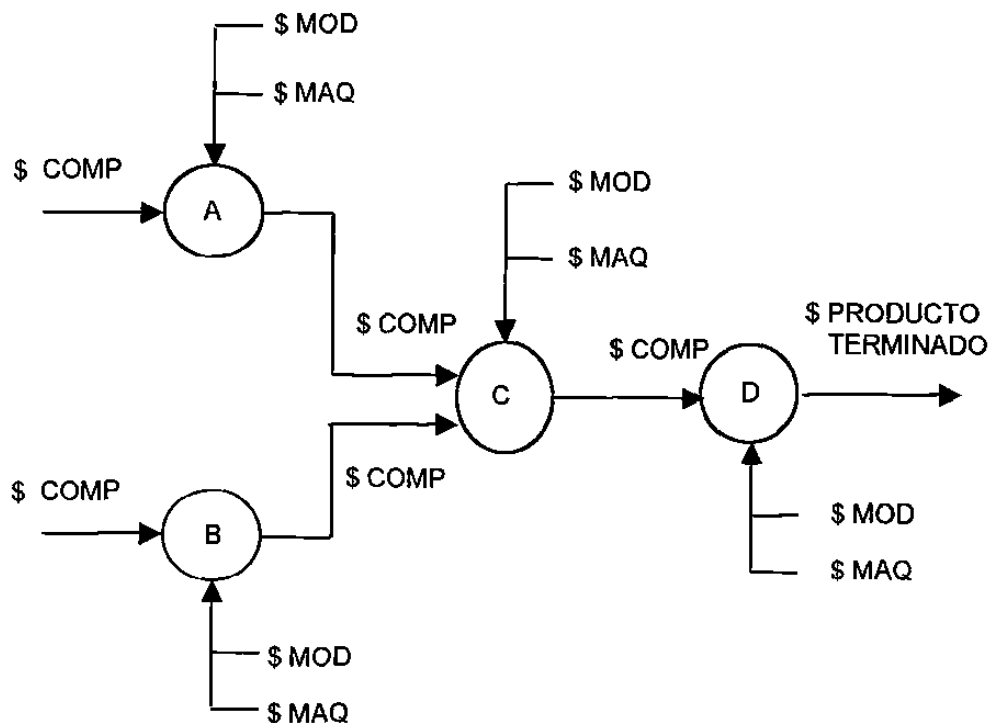 $ MOD
$ MAQ
$ COMP
A
$ MOD
$ MAQ
$ COMP
C
$ COMP
$ PRODUCTO
TERMINADO
D
$ COMP
$ COMP
B
$ MOD
$ MAQ
$ MOD
$ MAQ